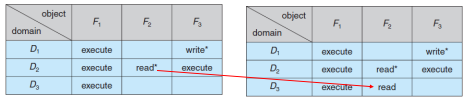 object F1 F2 F3
domain
D1 execute write*
D2 execute read* execute
D3 execute
object F1 F2 F3
domain
D1 execute write*
D2 execute read* execute
D3 execute read